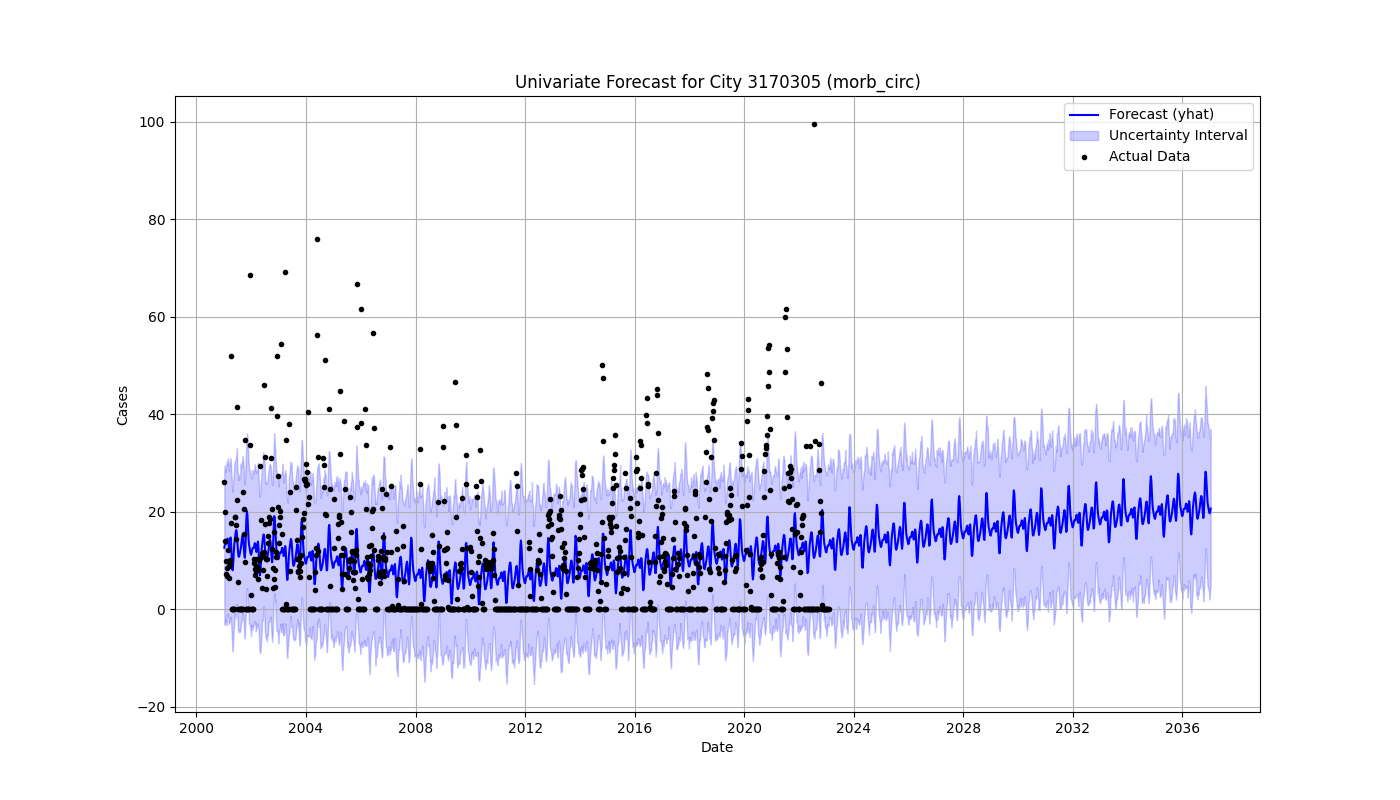 Univariate Forecast for City 3170305 (morb_circ)
Forecast (yhat)
Uncertainty Interval
Actual Data
Cases
100
80
60
40
20
0
−20
2000 2004 2008 2012 2016 2020 2024 2028 2032 2036
Date